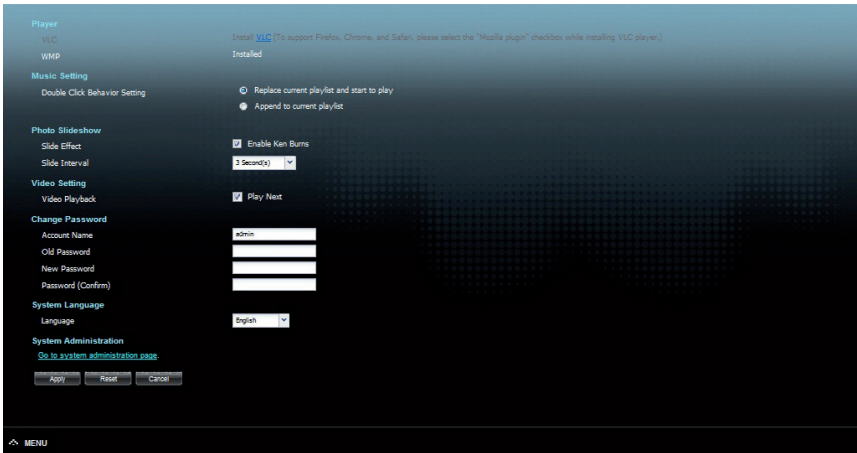 Player
VLC Install VLC (To support Firefox, Chrome, and Safari, please select the "Mozilla plugin" checkbox while installing VLC player.)
WMP Installed
Music Setting
Double Click Behavior Setting Replace current playlist and start to play
Append to current playlist
Photo Slideshow
Slide Effect Enable Ken Burns
Slide Interval 3 Second(s)
Video Setting
Video Playback Play Next
Change Password
Account Name admin
Old Password
New Password
Password (Confirm)
System Language
Language English
System Administration
Go to system administration page.
Apply Reset Cancel
MENU